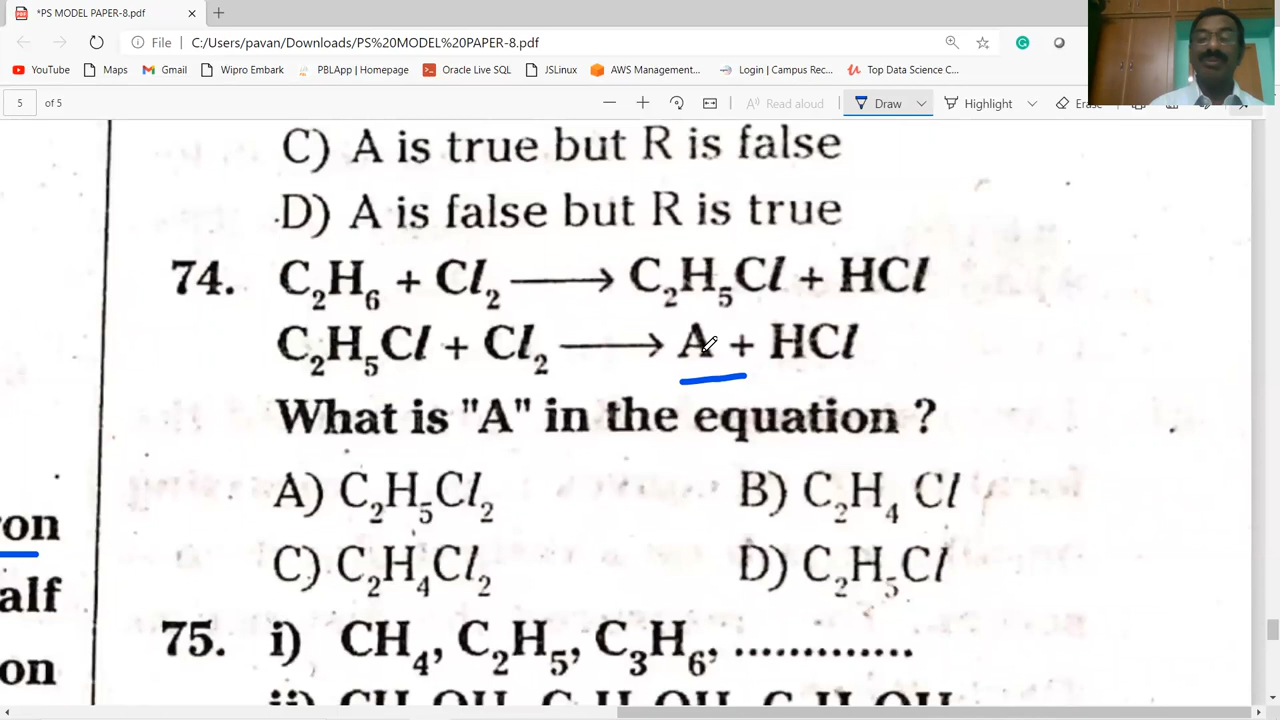 *PS MODEL PAPER-8.pdf
File C:/Users/pavan/Downloads/PS%20MODEL%20PAPER-8.pdf
YouTube Maps Gmail Wipro Embark PBLApp | Homepage Oracle Live SQL JSLinux AWS Management... Login | Campus Rec... Top Data Science C...
5 of 5 Read aloud Draw Highlight Erase
C) A is true but R is false
D) A is false but R is true
74. C₂H₆ + Cl₂ ⟶ C₂H₅Cl + HCl
C₂H₅Cl + Cl₂ ⟶ A + HCl
What is "A" in the equation ?
A) C₂H₅Cl₂ B) C₂H₄ Cl
C) C₂H₄Cl₂ D) C₂H₅Cl
75. i) CH₄, C₂H₅, C₃H₆, .............
ron
alf
on